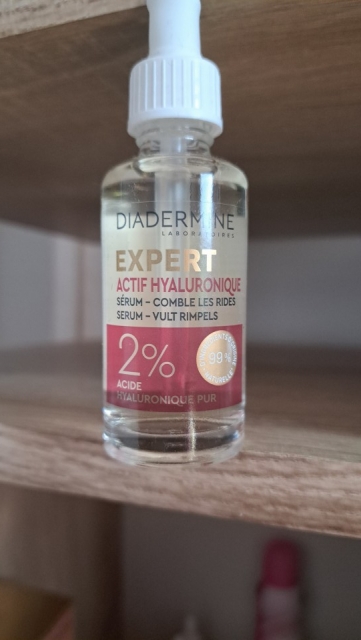 DIADERMINE
LABORATOIRES
EXPERT
ACTIF HYALURONIQUE
SÉRUM – COMBLE LES RIDES
SERUM – VULT RIMPELS
2%
99%
ACIDE
HYALURONIQUE PUR